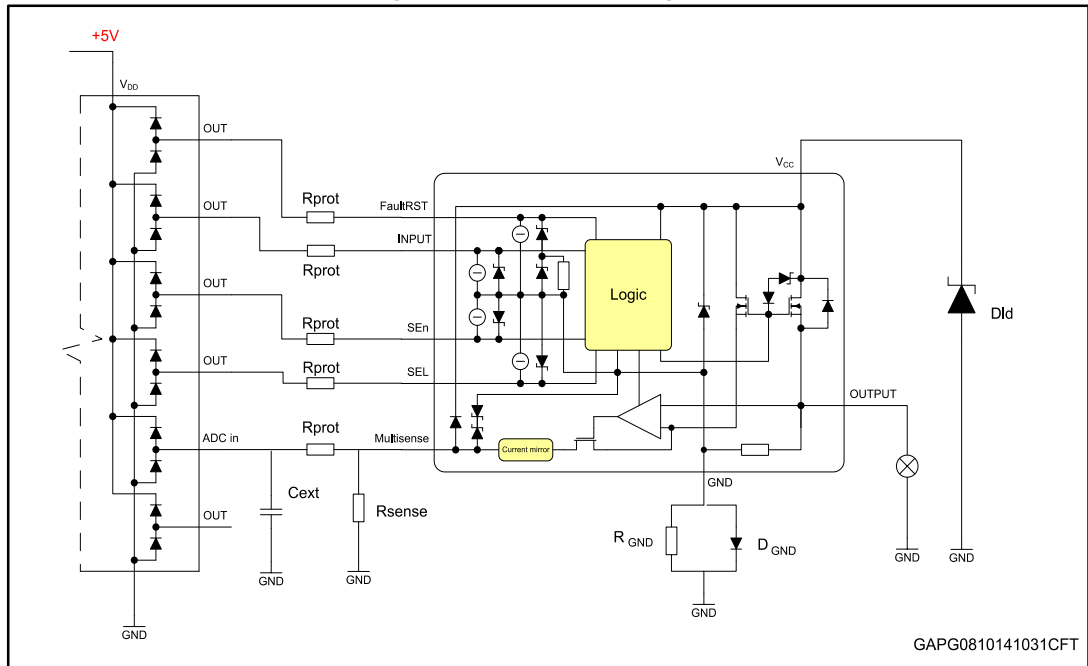 +5V
VDD
OUT
OUT
OUT
OUT
ADC in
OUT
GND
Rprot
Rprot
Rprot
Rprot
Rprot
Cext
GND
Rsense
GND
FaultRST
INPUT
SEn
SEL
Multisense
Logic
Current mirror
VCC
OUTPUT
GND
R GND
D GND
GND
GND
Dld
GND
GAPG0810141031CFT